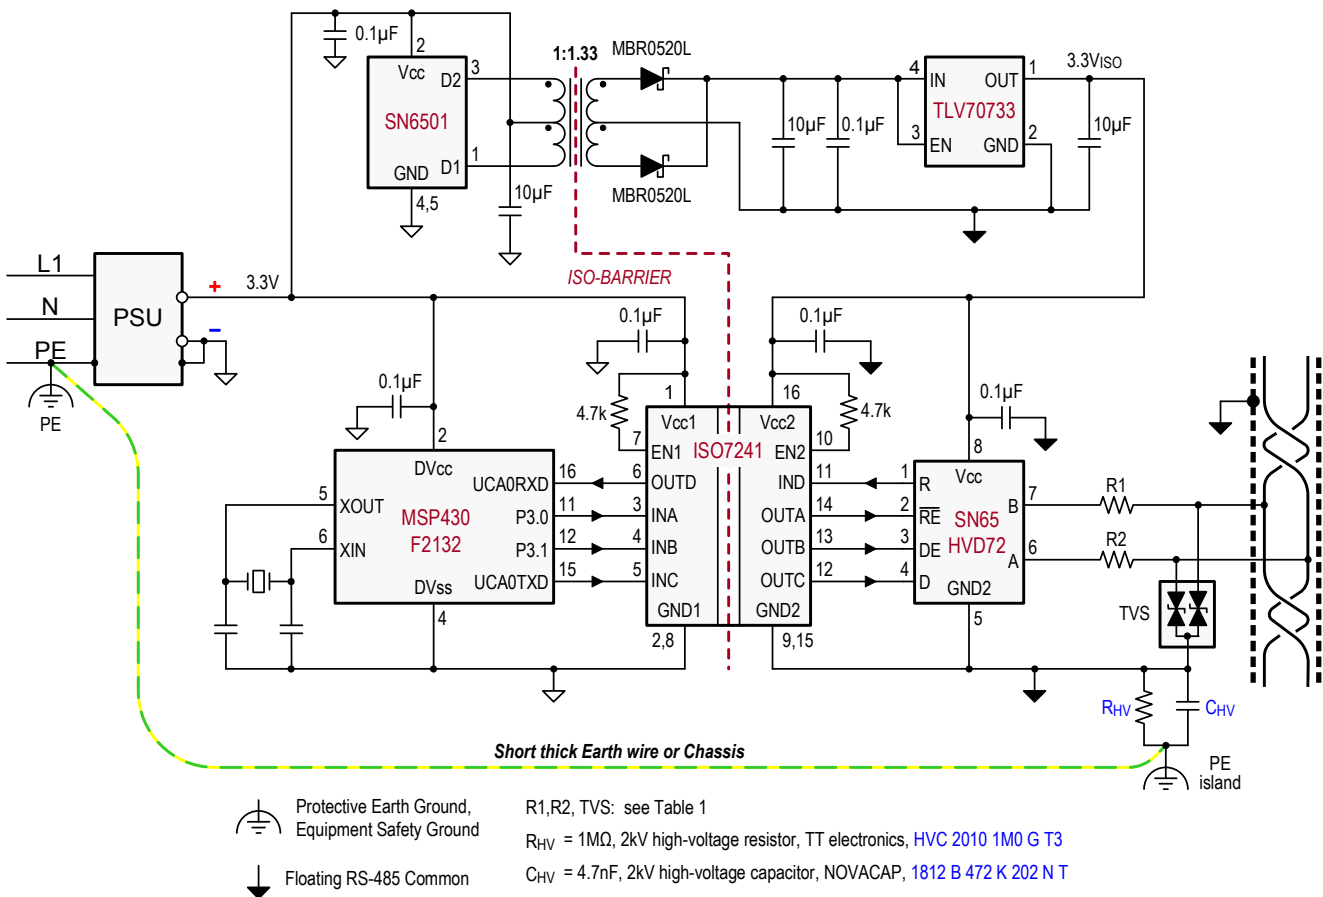 0.1µF
2
Vcc
D2
3
SN6501
D1
1
GND
4,5
10µF
1:1.33
MBR0520L
MBR0520L
10µF
0.1µF
4
IN
OUT
1
TLV70733
3
EN
GND
2
3.3VISO
10µF
ISO-BARRIER
L1
N
PE
PSU
+
−
3.3V
PE
0.1µF
0.1µF
0.1µF
0.1µF
4.7k
4.7k
1
16
Vcc1
Vcc2
7
EN1
ISO7241
EN2
10
6
OUTD
IND
11
3
INA
OUTA
14
4
INB
OUTB
13
5
INC
OUTC
12
GND1
GND2
2,8
9,15
2
DVcc
5
XOUT
UCA0RXD
16
MSP430
F2132
P3.0
11
6
XIN
P3.1
12
UCA0TXD
15
DVss
4
8
Vcc
1
R
B
7
SN65
HVD72
2
RE
3
DE
A
6
4
D
GND2
5
R1
R2
TVS
RHV
CHV
PE
island
Short thick Earth wire or Chassis
Protective Earth Ground,
Equipment Safety Ground
Floating RS-485 Common
R1,R2, TVS: see Table 1
RHV = 1MΩ, 2kV high-voltage resistor, TT electronics, HVC 2010 1M0 G T3
CHV = 4.7nF, 2kV high-voltage capacitor, NOVACAP, 1812 B 472 K 202 N T